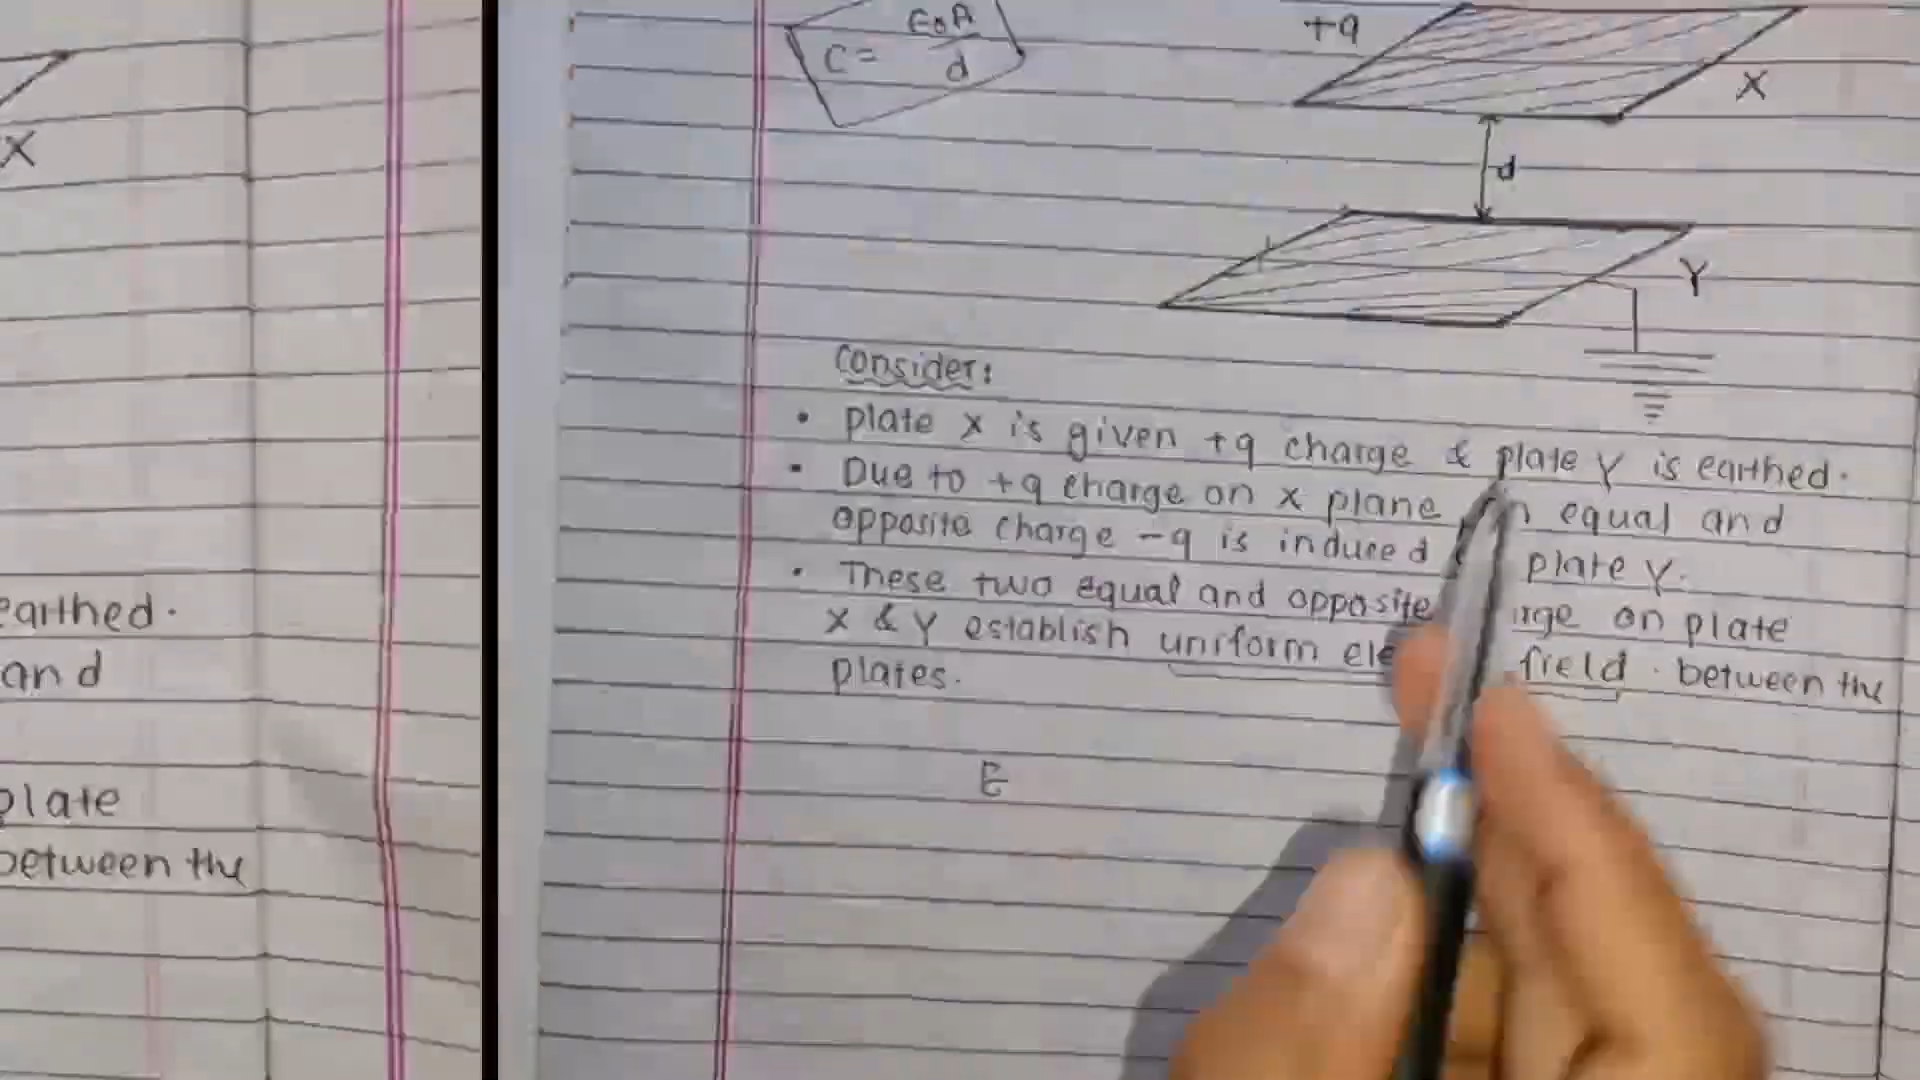 X
earthed.
and
plate
between the
C = ε0A/d
+q
X
d
Y
Consider:
• Plate X is given +q charge & plate Y is earthed.
• Due to +q charge on X plane, equal and
opposite charge -q is induced plate Y.
• These two equal and opposite on plate
X & Y establish uniform field. between the
plates.
E